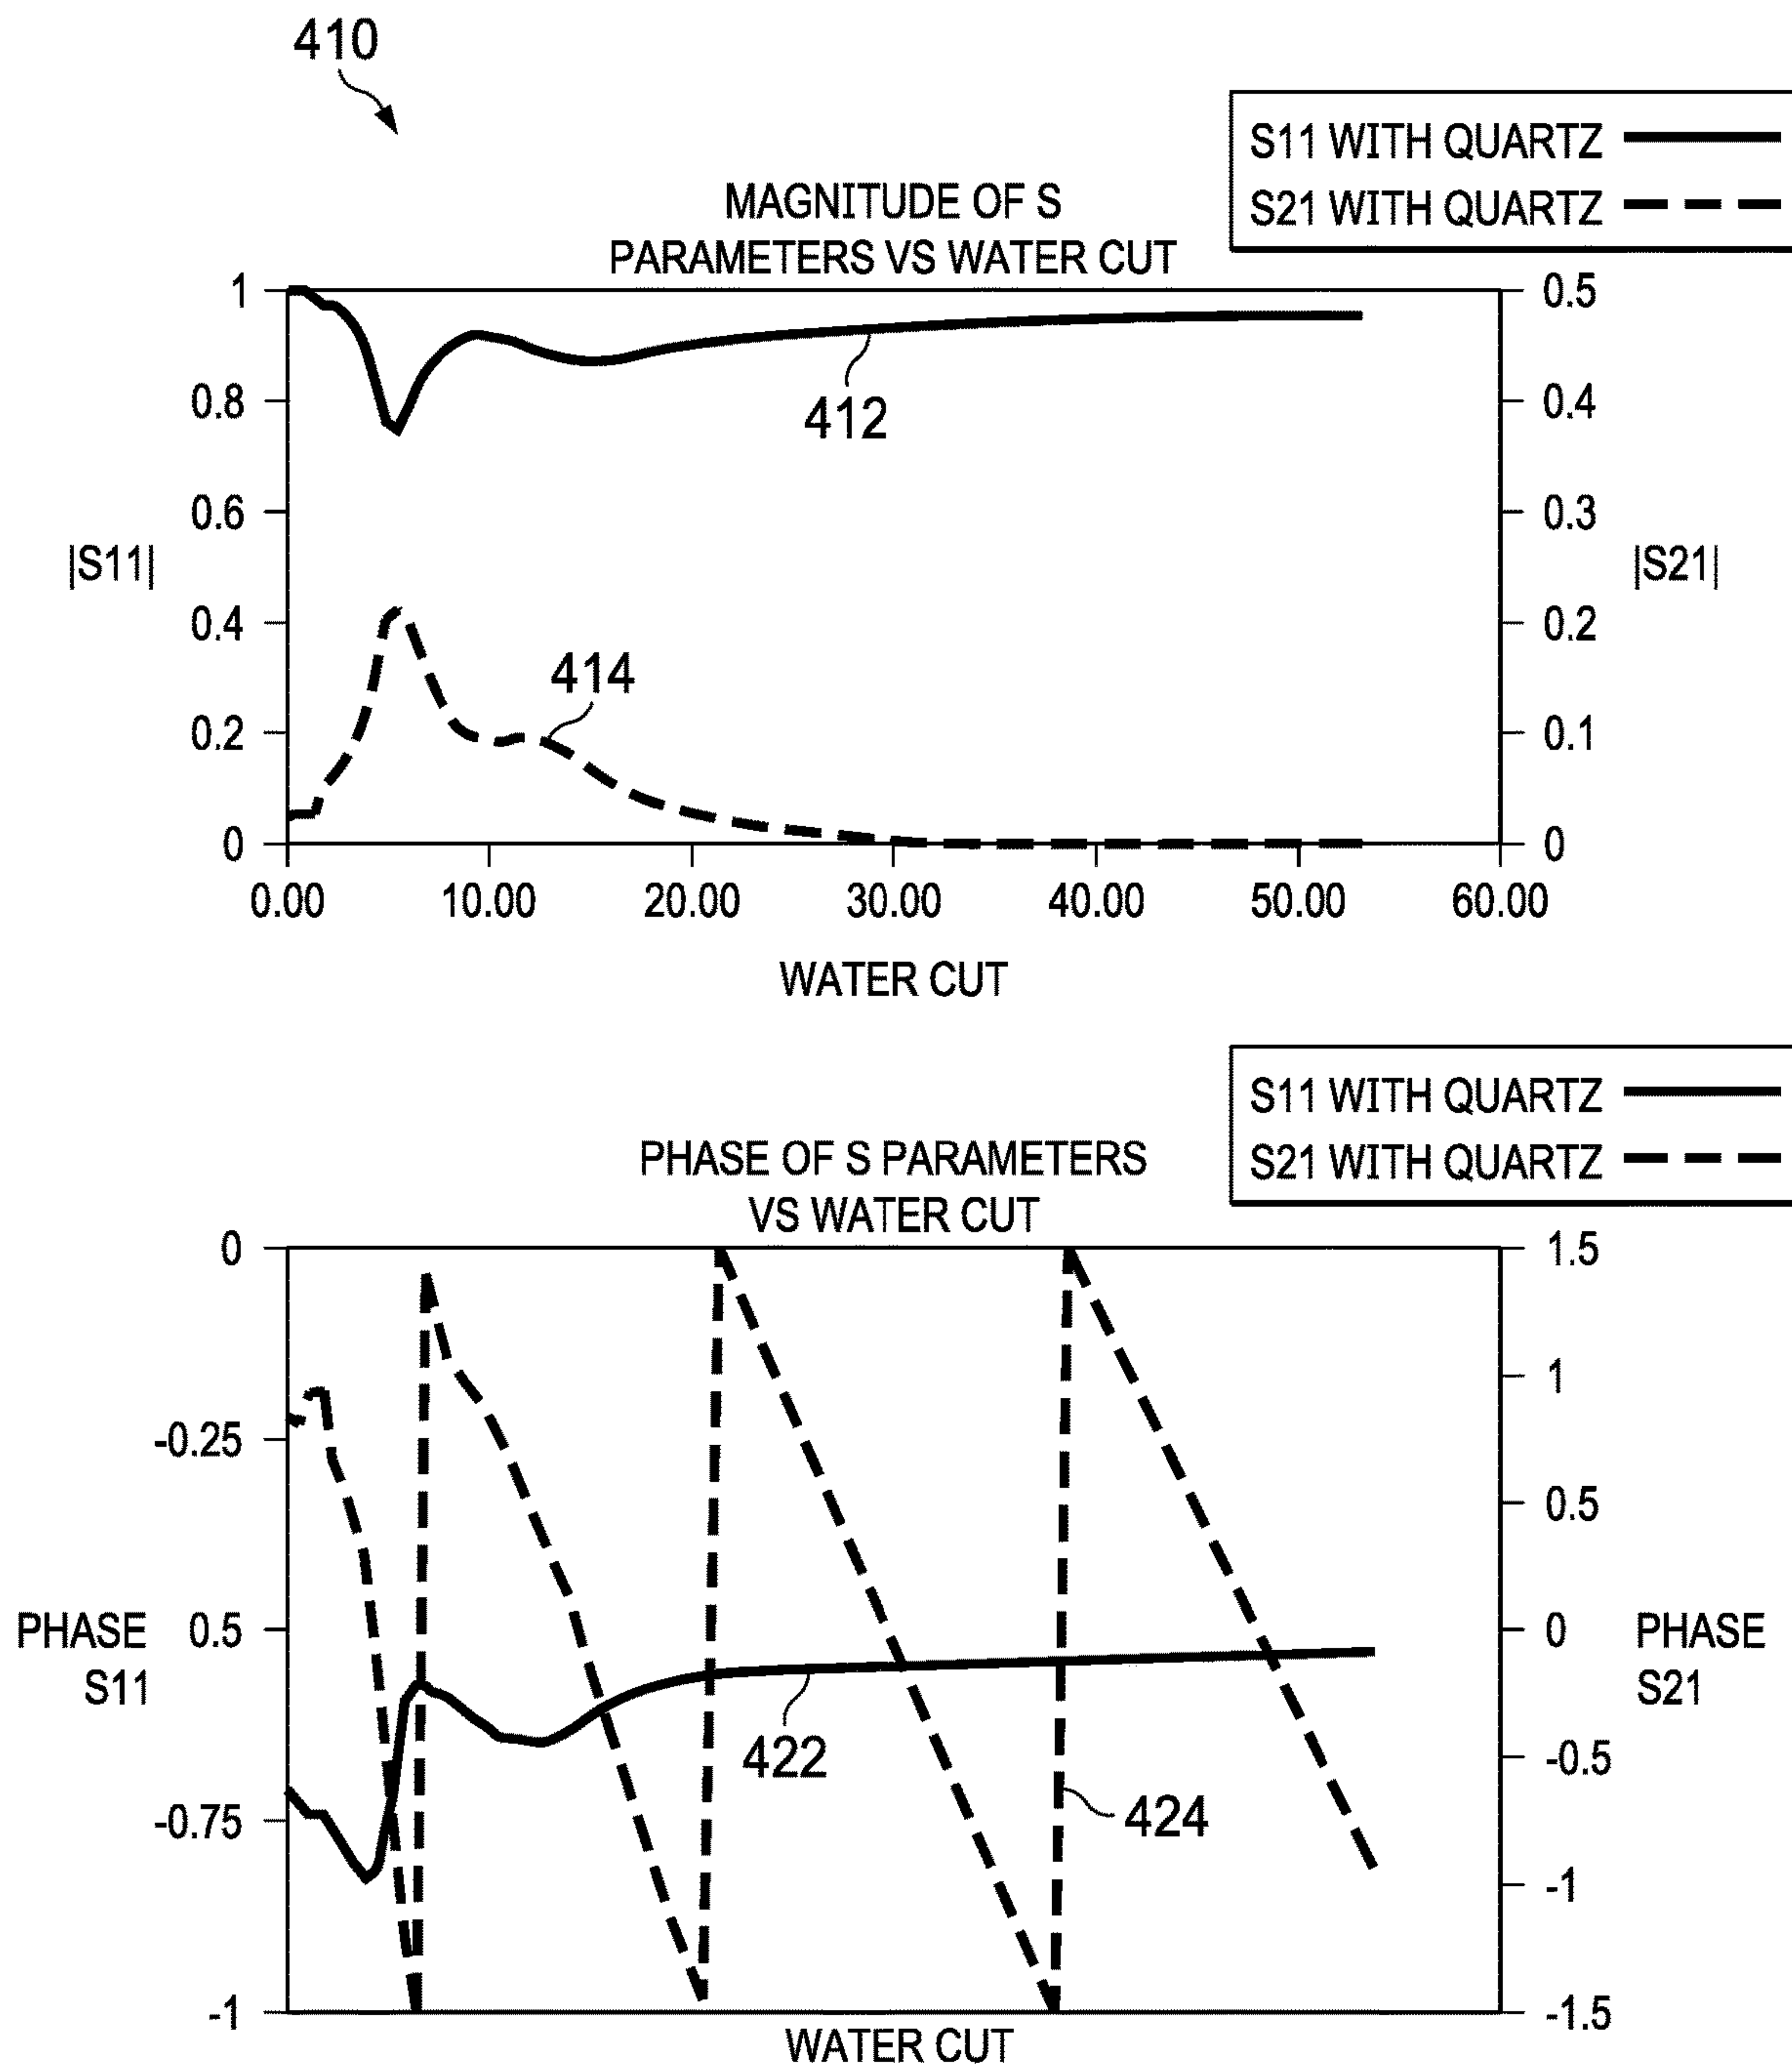 410
S11 WITH QUARTZ
S21 WITH QUARTZ
MAGNITUDE OF S
PARAMETERS VS WATER CUT
1
0.8
0.6
0.4
0.2
0
|S11|
0.5
0.4
0.3
0.2
0.1
0
|S21|
412
414
0.00 10.00 20.00 30.00 40.00 50.00 60.00
WATER CUT
S11 WITH QUARTZ
S21 WITH QUARTZ
PHASE OF S PARAMETERS
VS WATER CUT
0
-0.25
0.5
-0.75
-1
PHASE
S11
1.5
1
0.5
0
-0.5
-1
-1.5
PHASE
S21
422
424
WATER CUT